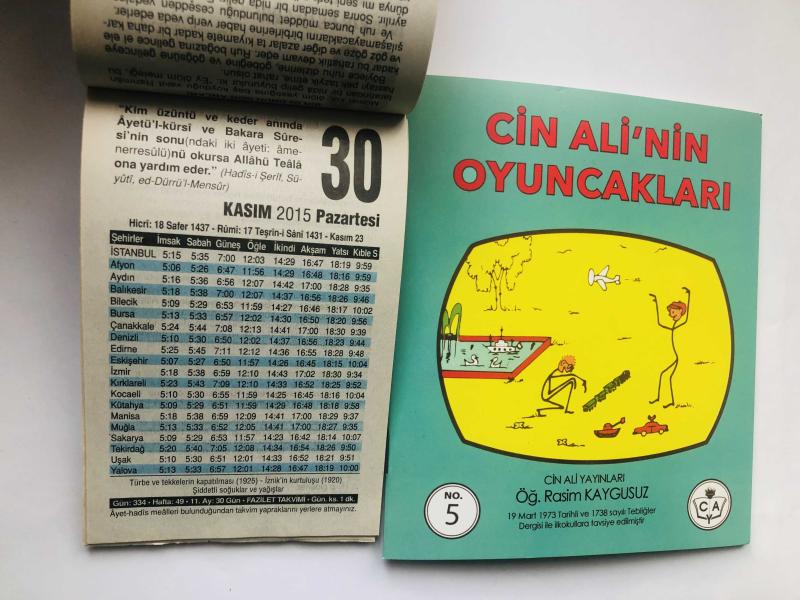 "Kim üzüntü ve keder anında
Âyetü'l-kürsî ve Bakara Sûre-
si'nin sonu(ndaki iki âyeti: âme-
nerresûlü)nü okursa Allâhü Teâlâ
ona yardım eder." (Hadîs-i Şerîf, Sü-
yûtî, ed-Dürrü'l-Mensûr)
30
KASIM 2015 Pazartesi
Hicrî: 18 Safer 1437 - Rûmî: 17 Teşrin-i Sânî 1431 - Kasım 23
Şehirler İmsak Sabah Güneş Öğle İkindi Akşam Yatsı Kıble S
İSTANBUL 5:15 5:35 7:00 12:03 14:29 16:47 18:19 9:59
Afyon 5:06 5:26 6:47 11:56 14:29 16:48 18:16 9:59
Aydın 5:16 5:36 6:56 12:07 14:42 17:00 18:28 9:35
Balıkesir 5:18 5:38 7:00 12:07 14:37 16:56 18:26 9:46
Bilecik 5:09 5:29 6:53 11:59 14:27 16:46 18:17 10:02
Bursa 5:13 5:33 6:57 12:02 14:30 16:50 18:20 9:56
Çanakkale 5:24 5:44 7:08 12:13 14:41 17:00 18:30 9:39
Denizli 5:10 5:30 6:50 12:02 14:37 16:56 18:23 9:44
Edirne 5:25 5:45 7:11 12:12 14:36 16:55 18:28 9:48
Eskişehir 5:07 5:27 6:50 11:57 14:26 16:45 18:15 10:04
İzmir 5:18 5:38 6:59 12:10 14:43 17:02 18:30 9:34
Kırklareli 5:23 5:43 7:09 12:10 14:33 16:52 18:25 9:52
Kocaeli 5:10 5:30 6:55 11:59 14:25 16:45 18:16 10:04
Kütahya 5:09 5:29 6:51 11:59 14:29 16:48 18:18 9:58
Manisa 5:18 5:38 6:59 12:09 14:41 17:00 18:29 9:37
Muğla 5:13 5:33 6:52 12:05 14:41 17:00 18:27 9:35
Sakarya 5:09 5:29 6:53 11:57 14:23 16:42 18:14 10:07
Tekirdağ 5:20 5:40 7:05 12:08 14:34 16:54 18:26 9:50
Uşak 5:10 5:30 6:51 12:01 14:33 16:52 18:21 9:51
Yalova 5:13 5:33 6:57 12:01 14:28 16:47 18:19 10:00
Türbe ve tekkelerin kapatılması (1925) - İznik'in kurtuluşu (1920)
Şiddetli soğuklar ve yağışlar
Gün: 334 - Hafta: 49 - 11. Ay: 30 Gün - FAZİLET TAKVİMİ - Gün. ks. 1 dk.
Âyet-hadîs meâlleri bulunduğundan takvim yapraklarını yerlere atmayınız.
CİN ALİ'NİN
OYUNCAKLARI
CİN ALİ YAYINLARI
Öğ. Rasim KAYGUSUZ
19 Mart 1973 Tarihli ve 1738 sayılı Tebliğler
Dergisi ile ilkokullara tavsiye edilmiştir
NO.
5
C A